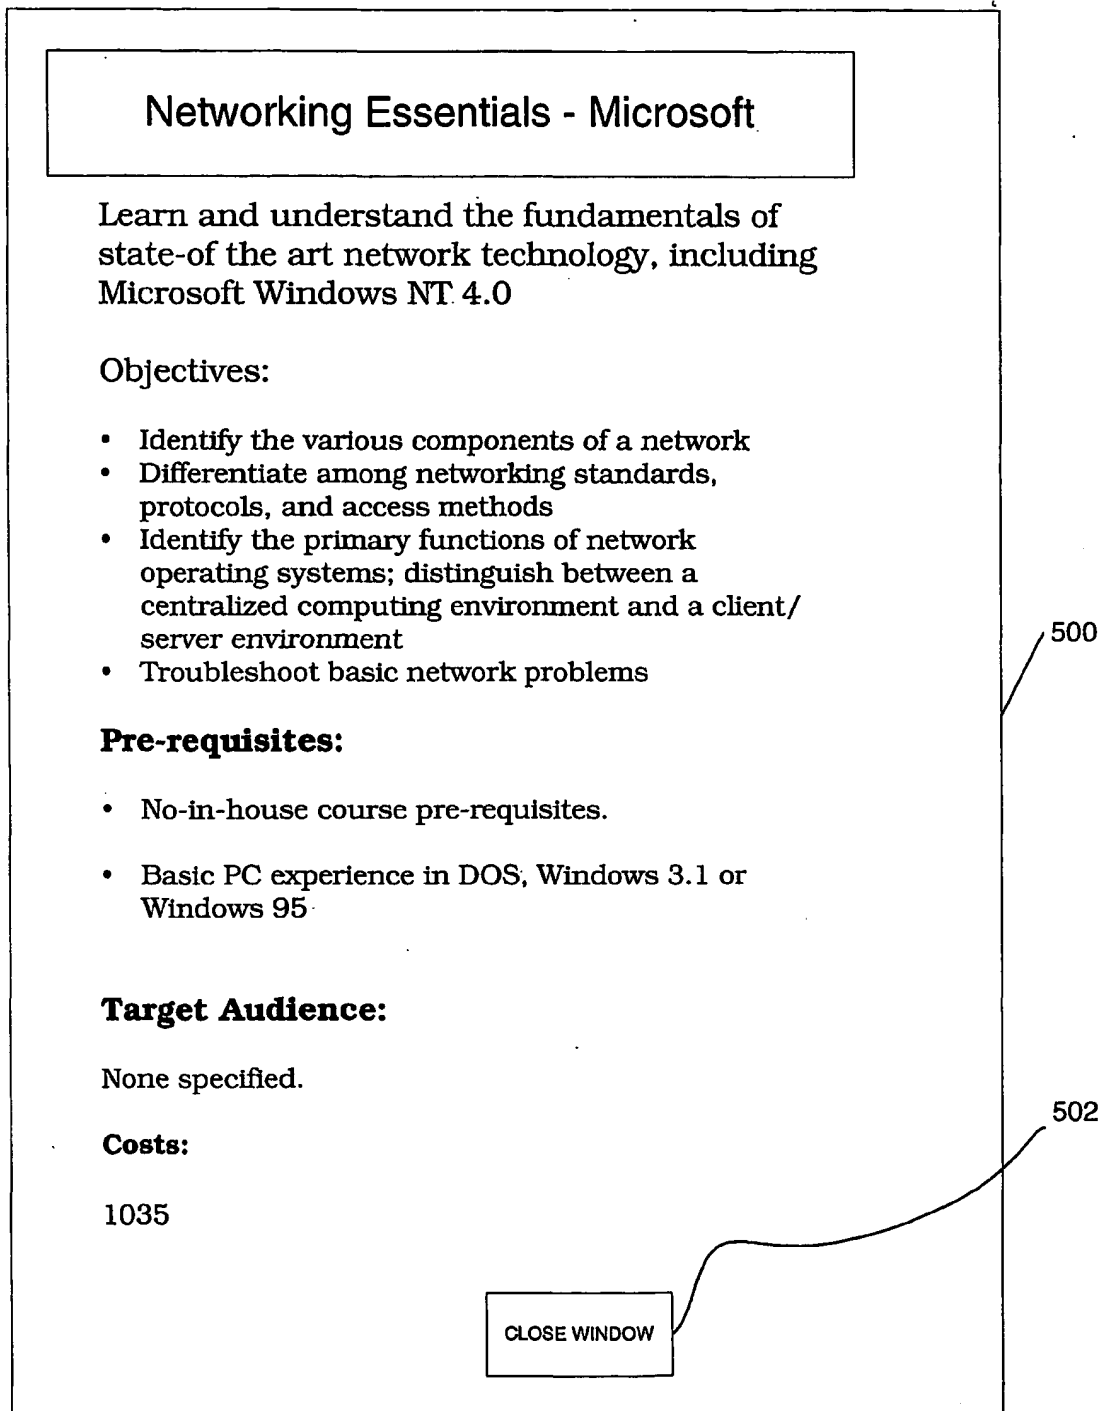 Networking Essentials - Microsoft
Learn and understand the fundamentals of
state-of the art network technology, including
Microsoft Windows NT 4.0
Objectives:
• Identify the various components of a network
• Differentiate among networking standards,
protocols, and access methods
• Identify the primary functions of network
operating systems; distinguish between a
centralized computing environment and a client/
server environment
• Troubleshoot basic network problems
500
Pre-requisites:
• No-in-house course pre-requisites.
• Basic PC experience in DOS, Windows 3.1 or
Windows 95
Target Audience:
None specified.
502
Costs:
1035
CLOSE WINDOW